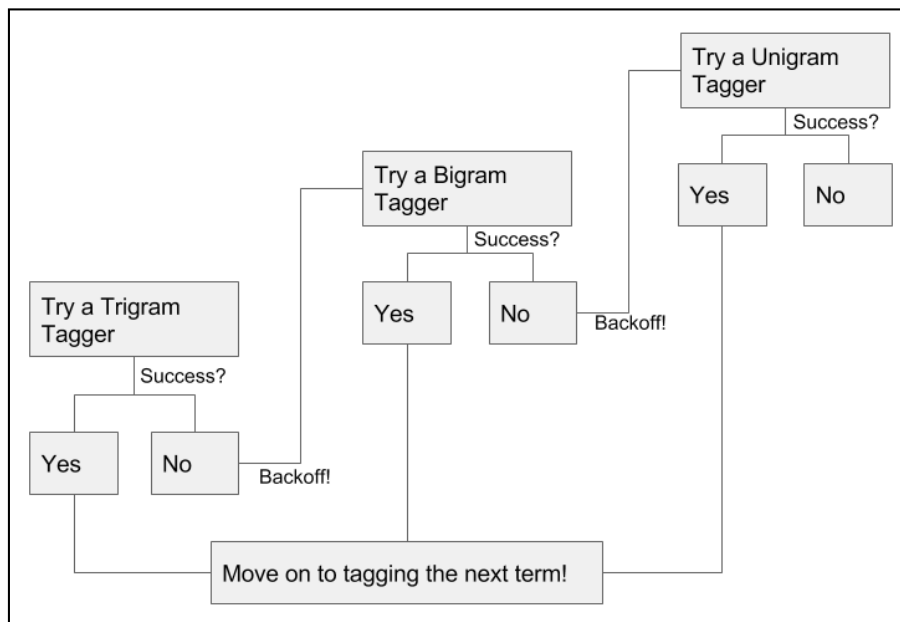 Try a Unigram
Tagger
Success?
Yes
No
Try a Bigram
Tagger
Success?
Yes
No
Backoff!
Try a Trigram
Tagger
Success?
Yes
No
Backoff!
Move on to tagging the next term!